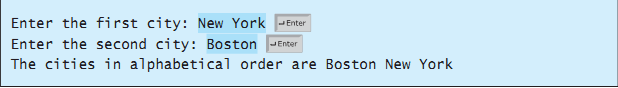 Enter the first city: New York ↵Enter
Enter the second city: Boston ↵Enter
The cities in alphabetical order are Boston New York